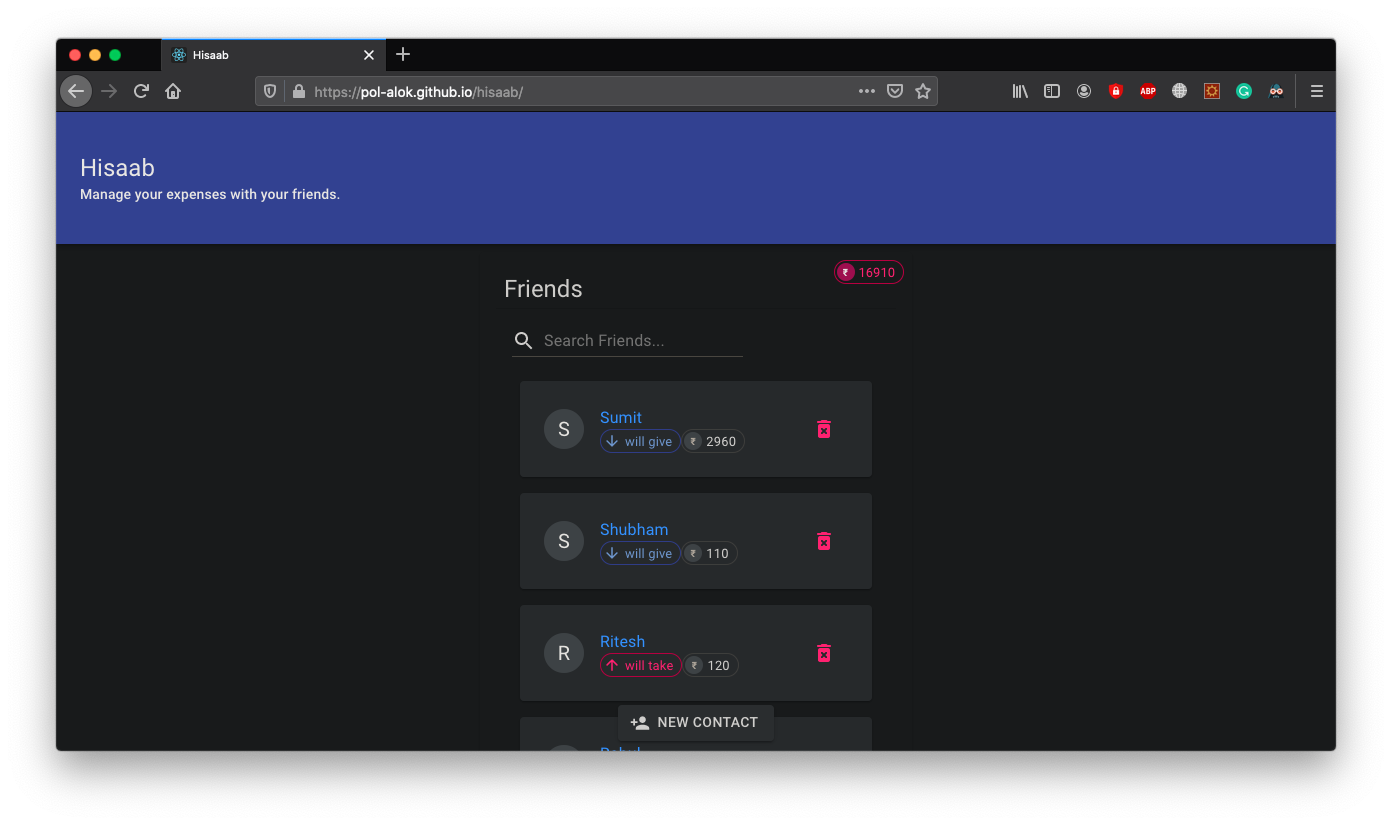 Hisaab
https://pol-alok.github.io/hisaab/
ABP
Hisaab
Manage your expenses with your friends.
₹ 16910
Friends
Search Friends...
S
Sumit
will give ₹ 2960
S
Shubham
will give ₹ 110
R
Ritesh
will take ₹ 120
NEW CONTACT